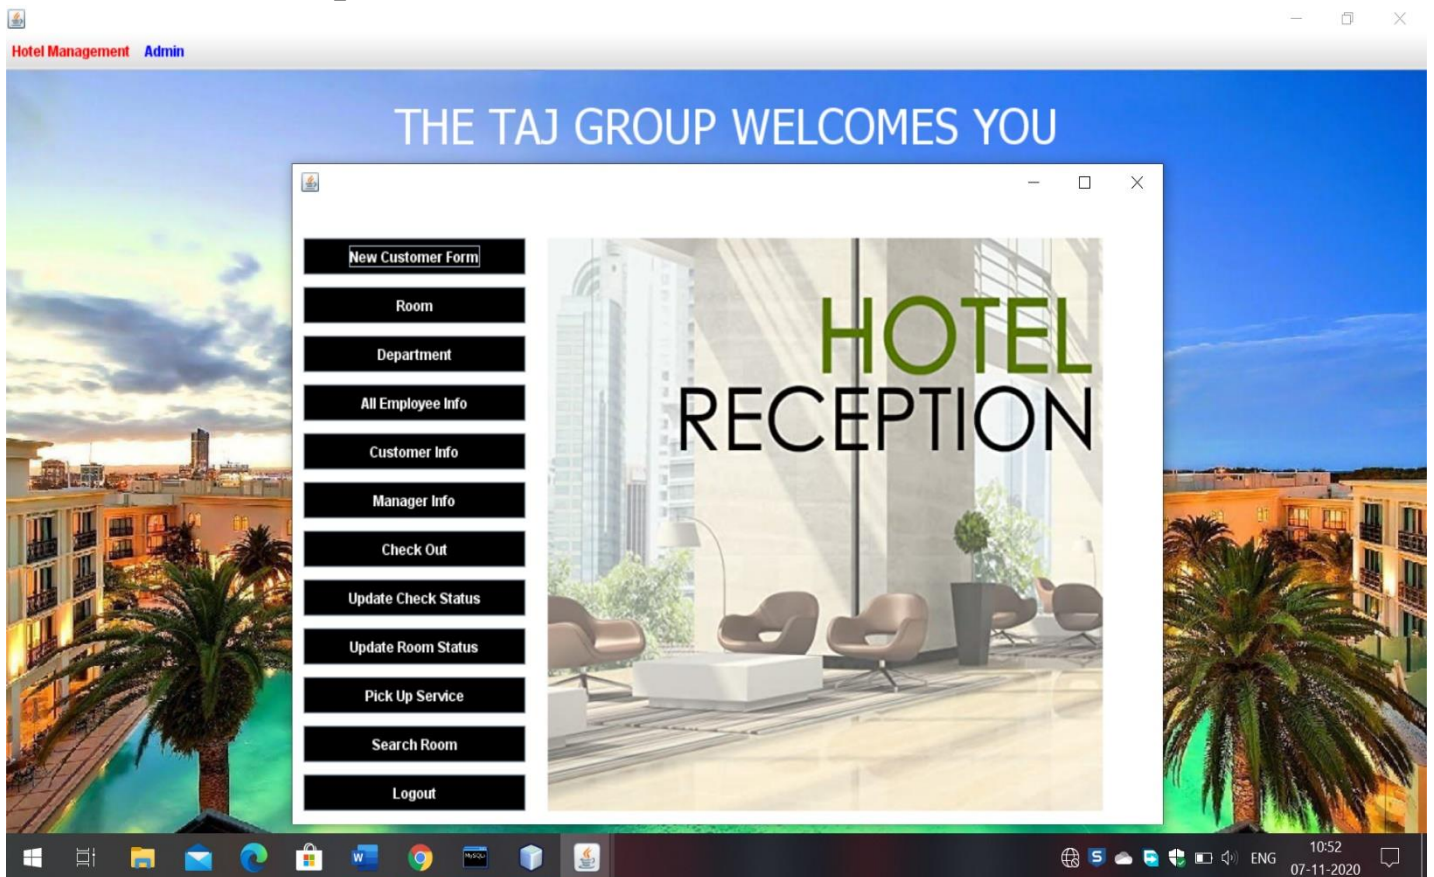 Hotel Management Admin
THE TAJ GROUP WELCOMES YOU
New Customer Form
Room
Department
All Employee Info
Customer Info
Manager Info
Check Out
Update Check Status
Update Room Status
Pick Up Service
Search Room
Logout
HOTEL
RECEPTION
MySQL
ENG
10:52
07-11-2020